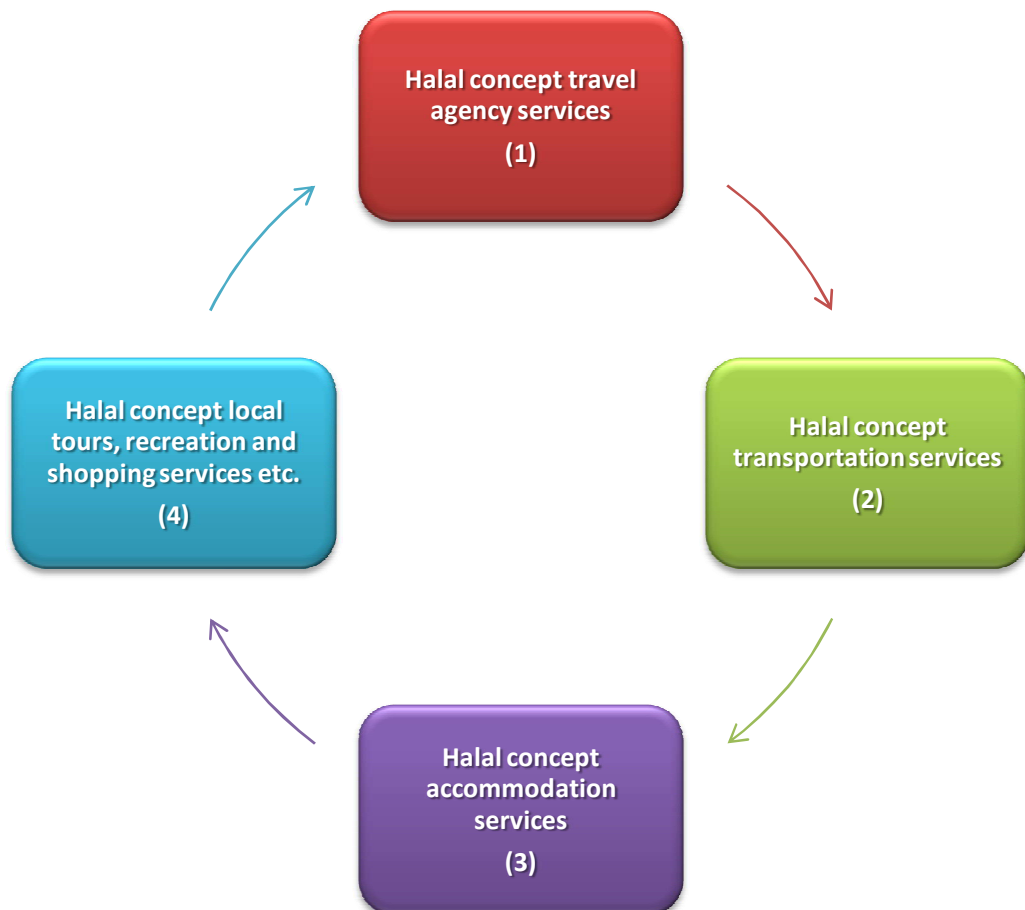 Halal concept travel
agency services
(1)
Halal concept
transportation services
(2)
Halal concept
accommodation
services
(3)
Halal concept local
tours, recreation and
shopping services etc.
(4)